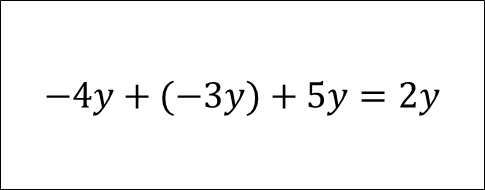 −4y + (−3y) + 5y = 2y